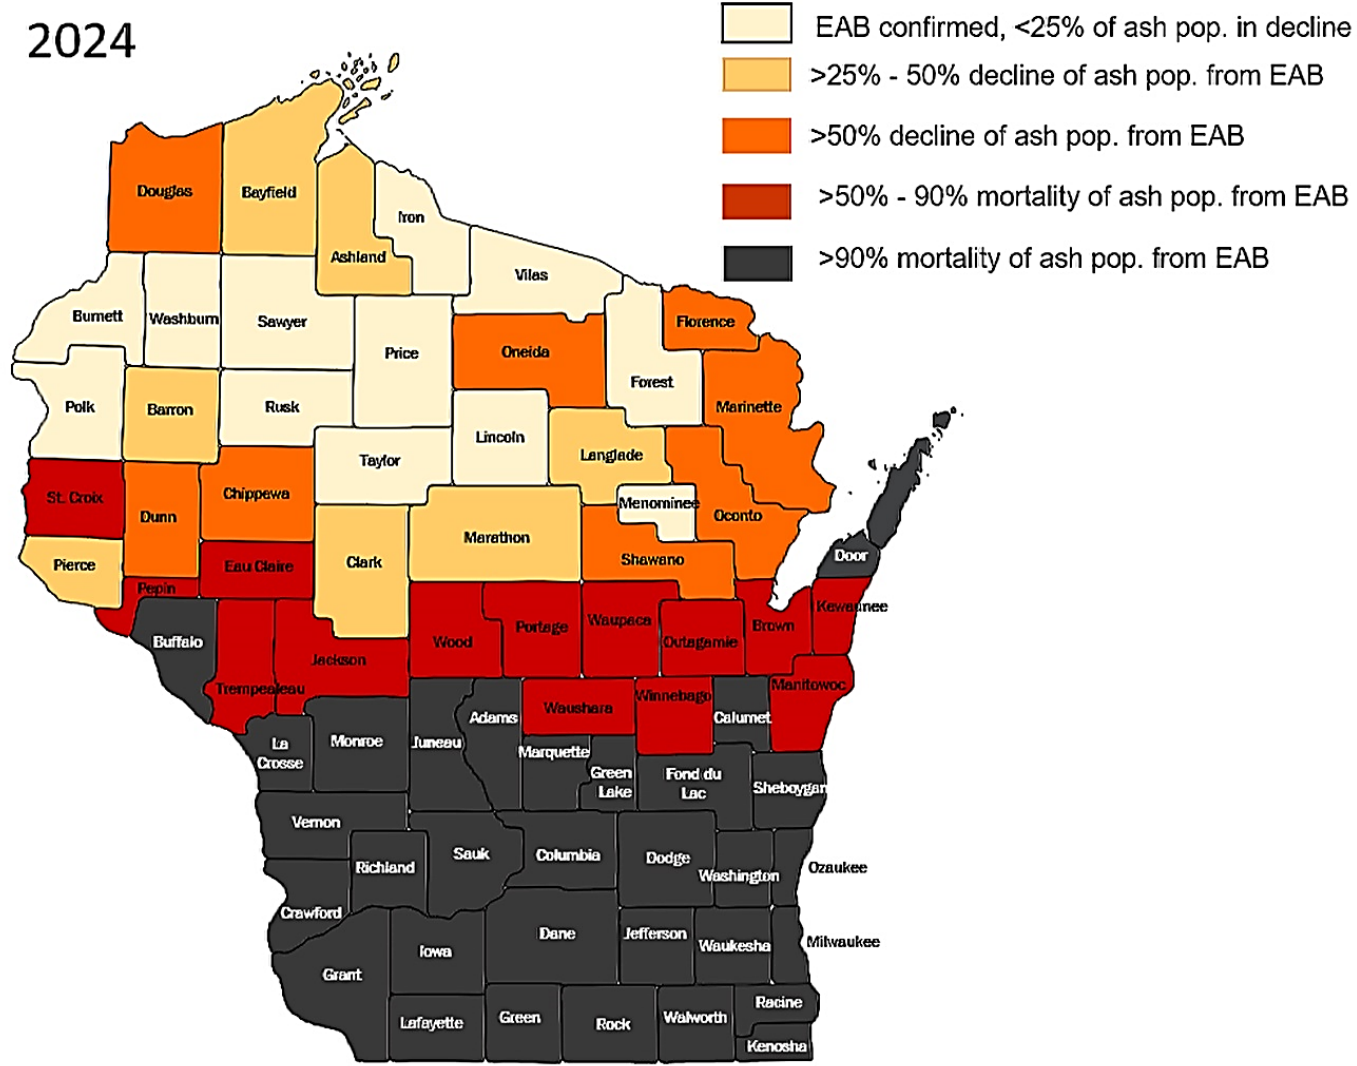 2024
EAB confirmed, <25% of ash pop. in decline
>25% - 50% decline of ash pop. from EAB
>50% decline of ash pop. from EAB
>50% - 90% mortality of ash pop. from EAB
>90% mortality of ash pop. from EAB
Douglas
Bayfield
Iron
Ashland
Vilas
Burnett
Washburn
Sawyer
Price
Oneida
Florence
Forest
Polk
Barron
Rusk
Marinette
Lincoln
Taylor
Langlade
St. Croix
Chippewa
Menominee
Dunn
Oconto
Marathon
Pierce
Eau Claire
Clark
Shawano
Door
Pepin
Kewaunee
Buffalo
Wood
Portage
Waupaca
Outagamie
Brown
Jackson
Trempealeau
Manitowoc
Waushara
Winnebago
Adams
Calumet
La
Crosse
Monroe
Juneau
Marquette
Green
Lake
Fond du
Lac
Sheboygan
Vernon
Richland
Sauk
Columbia
Dodge
Washington
Ozaukee
Crawford
Iowa
Dane
Jefferson
Waukesha
Milwaukee
Grant
Lafayette
Green
Rock
Walworth
Racine
Kenosha